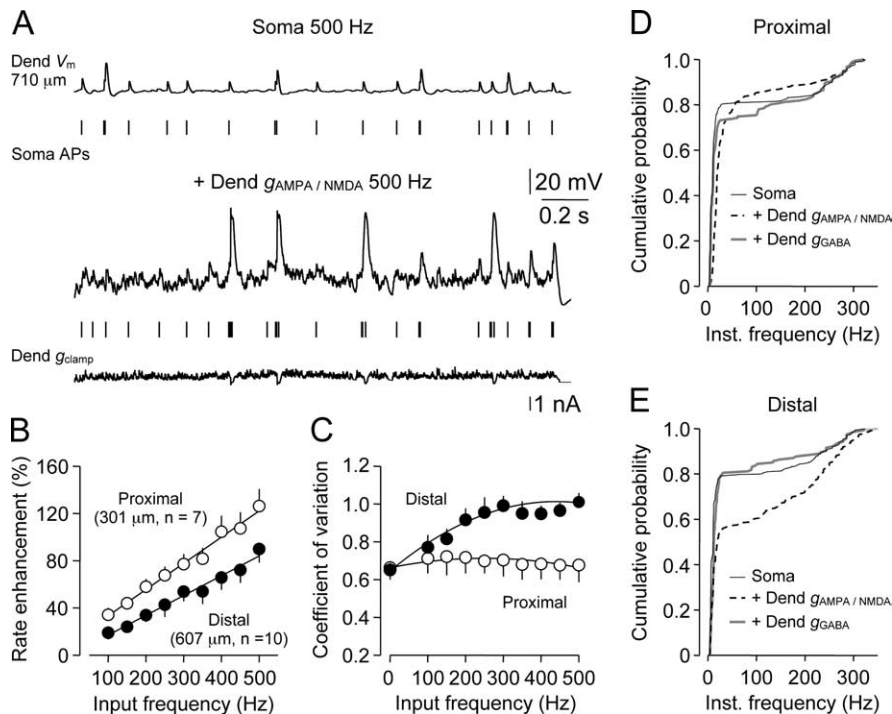 A
Soma 500 Hz
Dend Vm
710 μm
Soma APs
+ Dend gAMPA / NMDA 500 Hz
20 mV
0.2 s
Dend gclamp
1 nA
B
Rate enhancement (%)
160
120
80
40
0
Proximal
(301 μm, n = 7)
Distal
(607 μm, n =10)
100 200 300 400 500
Input frequency (Hz)
C
Coefficient of variation
1.4
1.2
1.0
0.8
0.6
0.4
0.2
Distal
Proximal
0 100 200 300 400 500
Input frequency (Hz)
D
Proximal
Cumulative probability
1.0
0.8
0.6
0.4
0.2
0
Soma
+ Dend gAMPA / NMDA
+ Dend gGABA
0 100 200 300
Inst. frequency (Hz)
E
Distal
Cumulative probability
1.0
0.8
0.6
0.4
0.2
0
Soma
+ Dend gAMPA / NMDA
+ Dend gGABA
0 100 200 300
Inst. frequency (Hz)